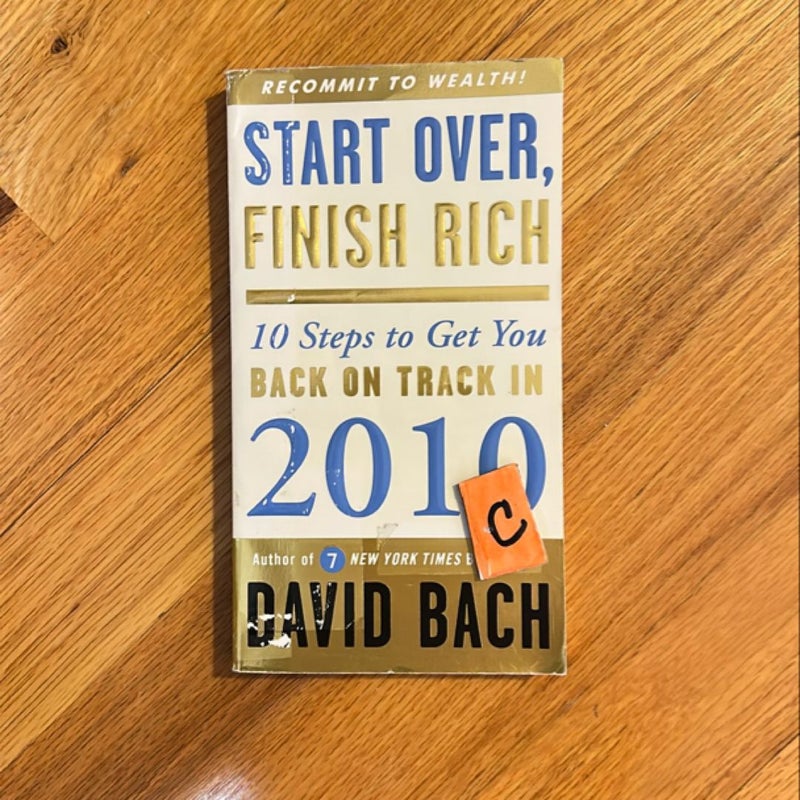 RECOMMIT TO WEALTH!
START OVER,
FINISH RICH
10 Steps to Get You
BACK ON TRACK IN
2010
C
Author of 7 NEW YORK TIMES
DAVID BACH